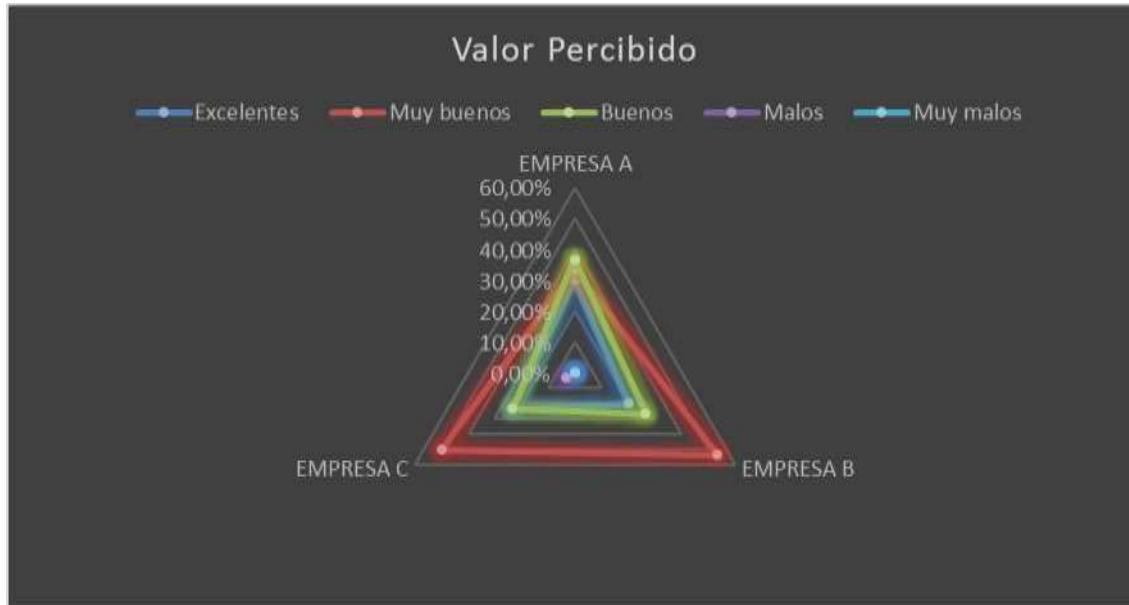 Valor Percibido
Excelentes Muy buenos Buenos Malos Muy malos
EMPRESA A
60,00%
50,00%
40,00%
30,00%
20,00%
10,00%
0,00%
EMPRESA C EMPRESA B